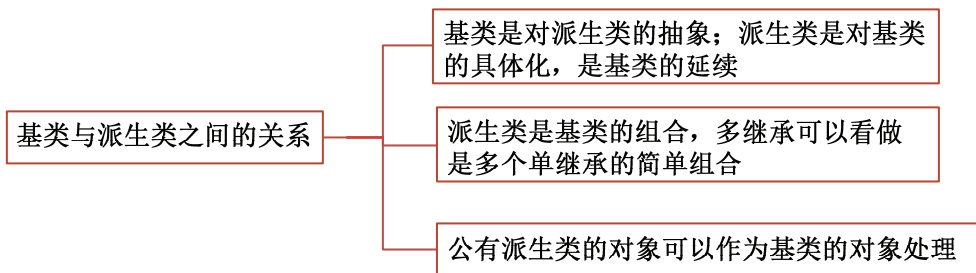 基类是对派生类的抽象；派生类是对基类
的具体化，是基类的延续
基类与派生类之间的关系
派生类是基类的组合，多继承可以看做
是多个单继承的简单组合
公有派生类的对象可以作为基类的对象处理